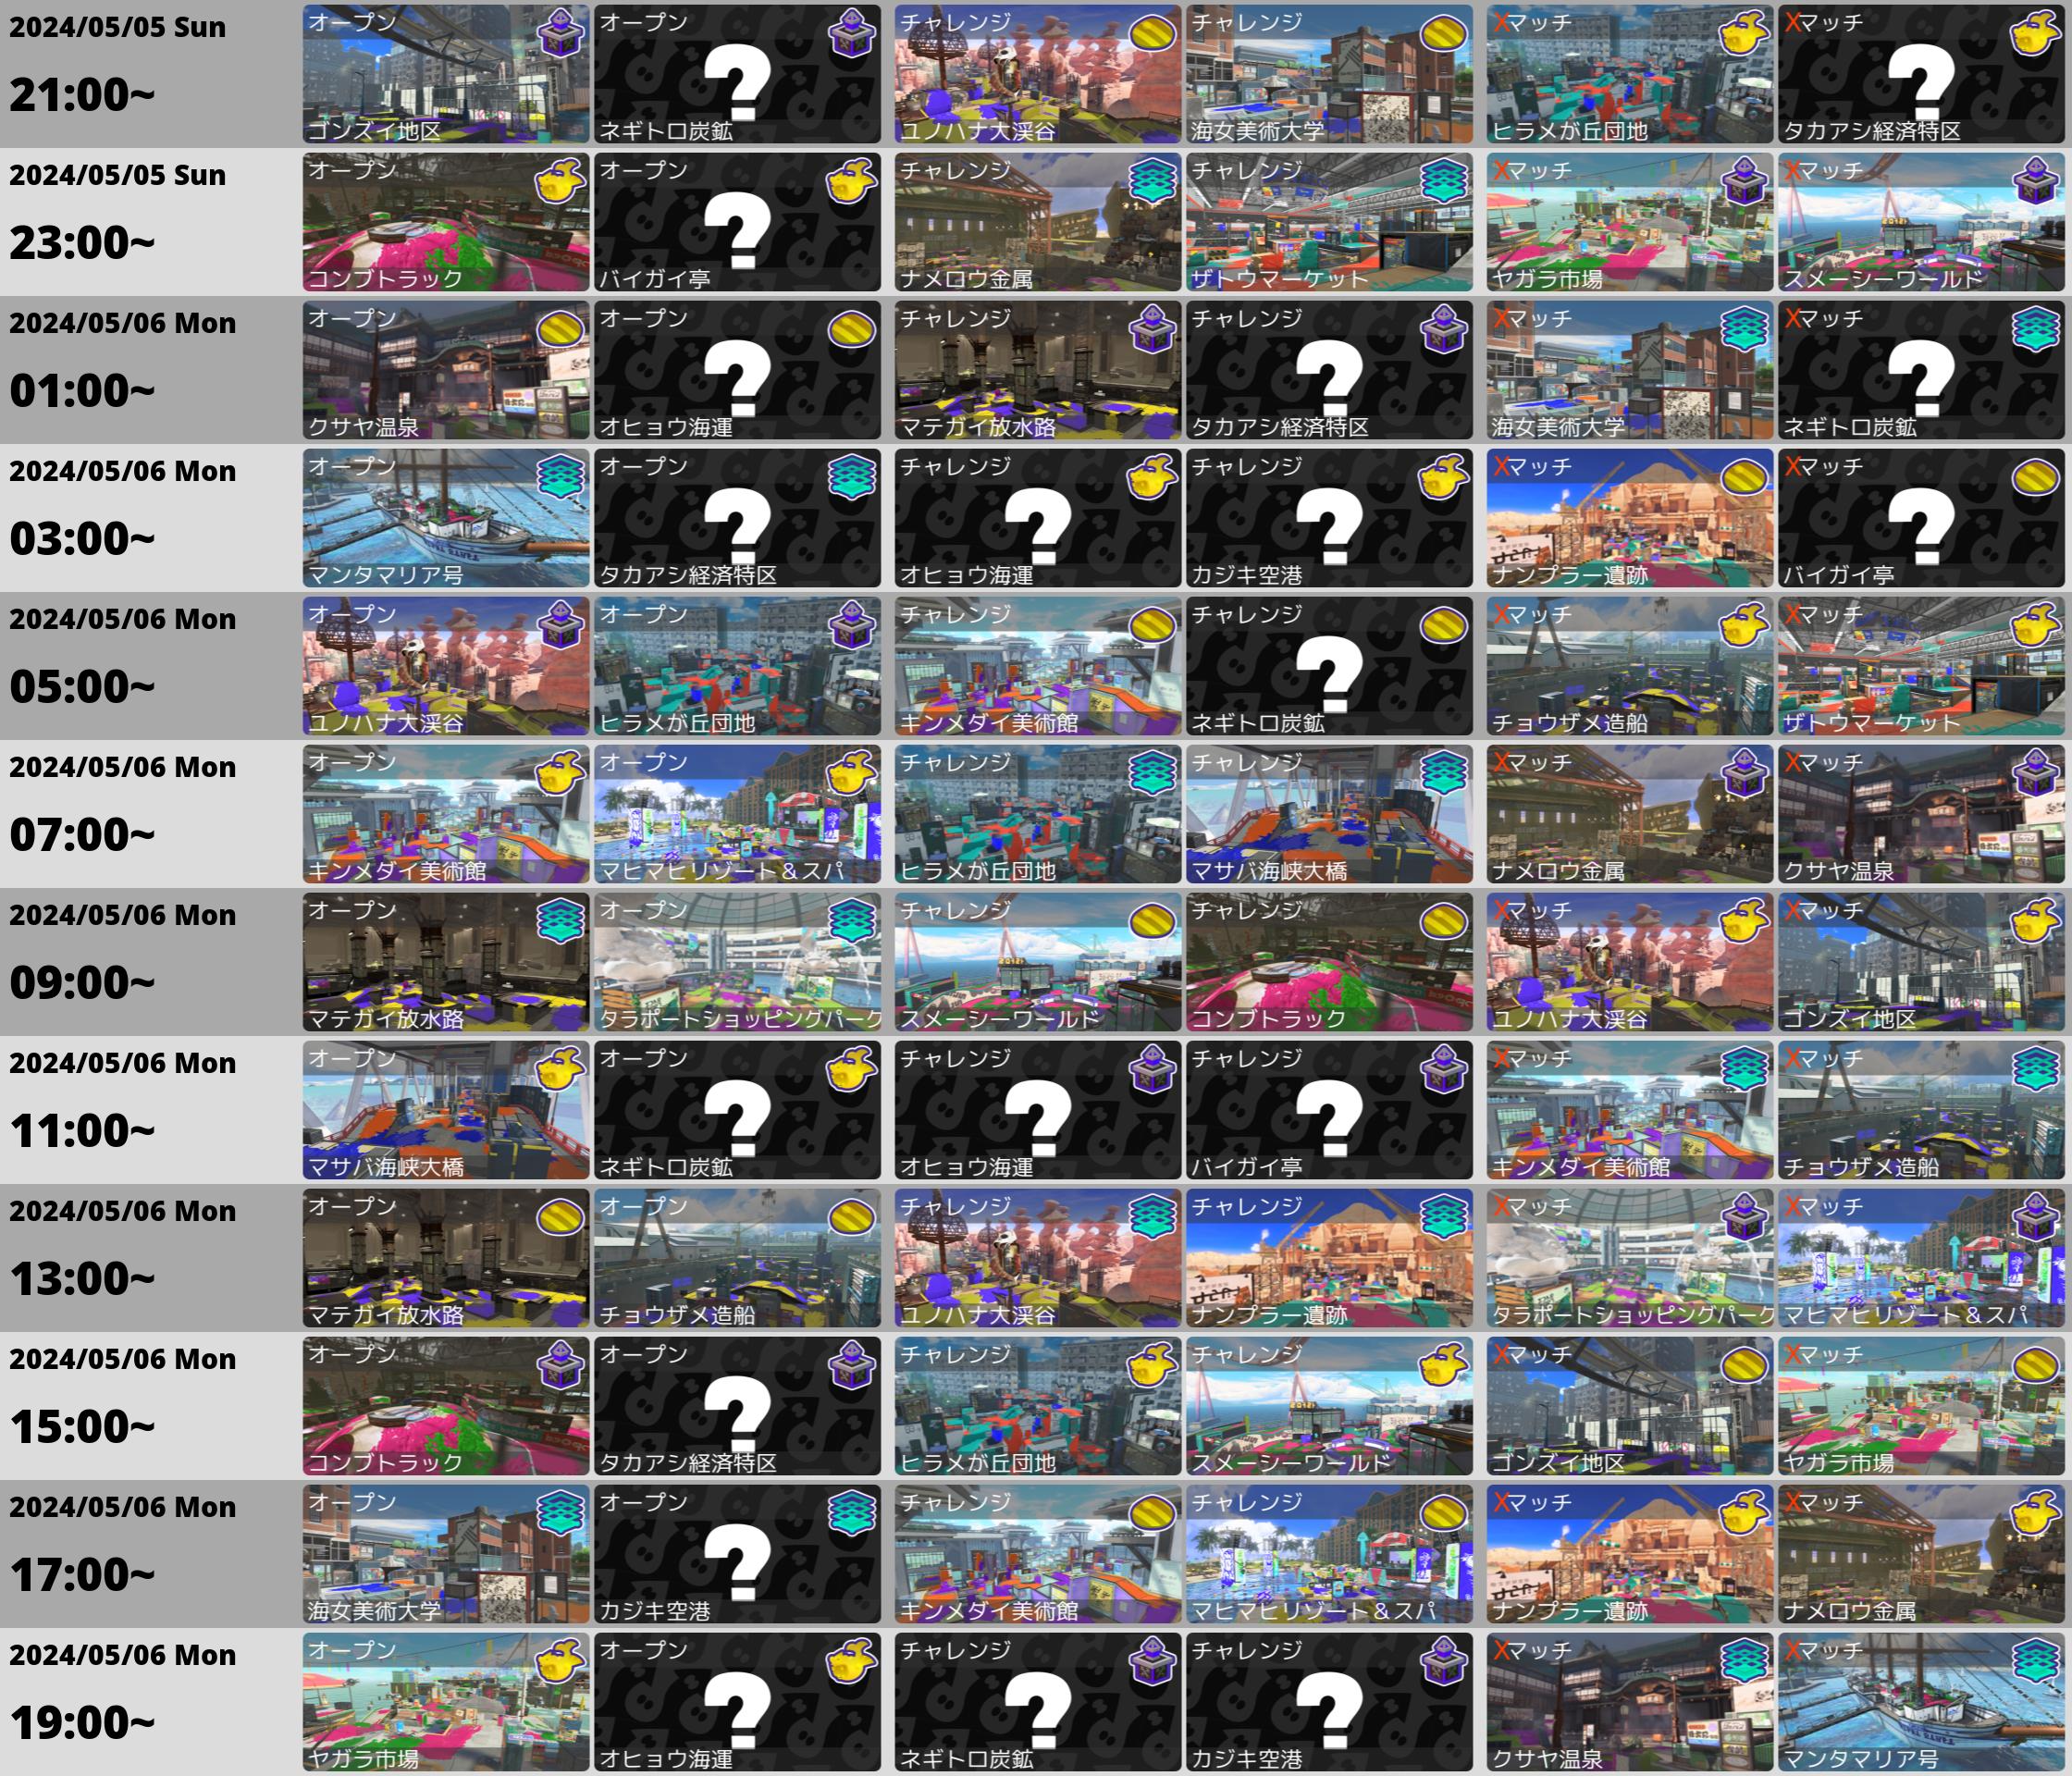 2024/05/05 Sun
21:00~
オープン
ゴンズイ地区
オープン
ネギトロ炭鉱
チャレンジ
ユノハナ大渓谷
チャレンジ
海女美術大学
Xマッチ
ヒラメが丘団地
Xマッチ
タカアシ経済特区
2024/05/05 Sun
23:00~
オープン
コンブトラック
オープン
バイガイ亭
チャレンジ
ナメロウ金属
チャレンジ
ザトウマーケット
Xマッチ
ヤガラ市場
Xマッチ
スメーシーワールド
2024/05/06 Mon
01:00~
オープン
クサヤ温泉
オープン
オヒョウ海運
チャレンジ
マテガイ放水路
チャレンジ
タカアシ経済特区
Xマッチ
海女美術大学
Xマッチ
ネギトロ炭鉱
2024/05/06 Mon
03:00~
オープン
マンタマリア号
オープン
タカアシ経済特区
チャレンジ
オヒョウ海運
チャレンジ
カジキ空港
Xマッチ
ナンプラー遺跡
Xマッチ
バイガイ亭
2024/05/06 Mon
05:00~
オープン
ユノハナ大渓谷
オープン
ヒラメが丘団地
チャレンジ
キンメダイ美術館
チャレンジ
ネギトロ炭鉱
Xマッチ
チョウザメ造船
Xマッチ
ザトウマーケット
2024/05/06 Mon
07:00~
オープン
キンメダイ美術館
オープン
マヒマヒリゾート＆スパ
チャレンジ
ヒラメが丘団地
チャレンジ
マサバ海峡大橋
Xマッチ
ナメロウ金属
Xマッチ
クサヤ温泉
2024/05/06 Mon
09:00~
オープン
マテガイ放水路
オープン
タラポートショッピングパーク
チャレンジ
スメーシーワールド
チャレンジ
コンブトラック
Xマッチ
ユノハナ大渓谷
Xマッチ
ゴンズイ地区
2024/05/06 Mon
11:00~
オープン
マサバ海峡大橋
オープン
ネギトロ炭鉱
チャレンジ
オヒョウ海運
チャレンジ
バイガイ亭
Xマッチ
キンメダイ美術館
Xマッチ
チョウザメ造船
2024/05/06 Mon
13:00~
オープン
マテガイ放水路
オープン
チョウザメ造船
チャレンジ
ユノハナ大渓谷
チャレンジ
ナンプラー遺跡
Xマッチ
タラポートショッピングパーク
Xマッチ
マヒマヒリゾート＆スパ
2024/05/06 Mon
15:00~
オープン
コンブトラック
オープン
タカアシ経済特区
チャレンジ
ヒラメが丘団地
チャレンジ
スメーシーワールド
Xマッチ
ゴンズイ地区
Xマッチ
ヤガラ市場
2024/05/06 Mon
17:00~
オープン
海女美術大学
オープン
カジキ空港
チャレンジ
キンメダイ美術館
チャレンジ
マヒマヒリゾート＆スパ
Xマッチ
ナンプラー遺跡
Xマッチ
ナメロウ金属
2024/05/06 Mon
19:00~
オープン
ヤガラ市場
オープン
オヒョウ海運
チャレンジ
ネギトロ炭鉱
チャレンジ
カジキ空港
Xマッチ
クサヤ温泉
Xマッチ
マンタマリア号